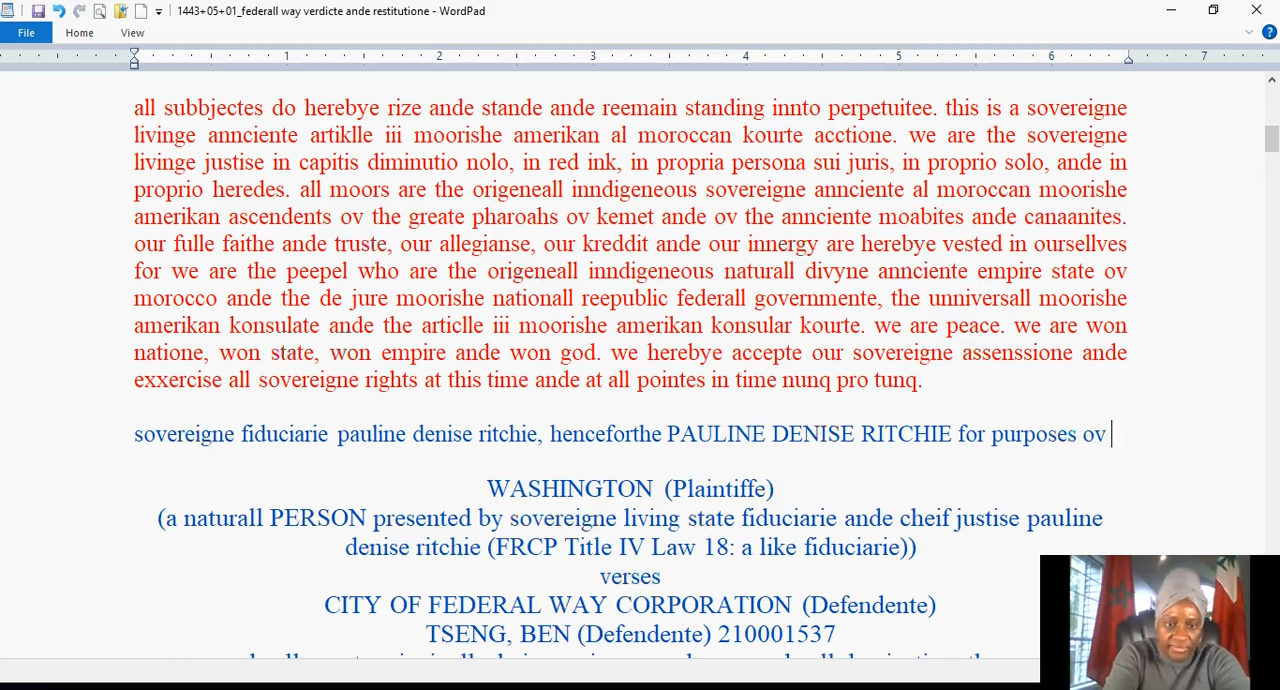 1443+05+01_federall way verdicte ande restitutione - WordPad
File Home View
1 2 3 4 5 6 7
all subbjectes do herebye rize ande stande ande reemain standing innto perpetuitee. this is a sovereigne
livinge annciente artiklle iii moorishe amerikan al moroccan kourte acctione. we are the sovereigne
livinge justise in capitis diminutio nolo, in red ink, in propria persona sui juris, in proprio solo, ande in
proprio heredes. all moors are the origeneall inndigeneous sovereigne annciente al moroccan moorishe
amerikan ascendents ov the greate pharoahs ov kemet ande ov the annciente moabites ande canaanites.
our fulle faithe ande truste, our allegianse, our kreddit ande our innergy are herebye vested in oursellves
for we are the peepel who are the origeneall inndigeneous naturall divyne annciente empire state ov
morocco ande the de jure moorishe nationall reepublic federall governmente, the unniversall moorishe
amerikan konsulate ande the articlle iii moorishe amerikan konsular kourte. we are peace. we are won
natione, won state, won empire ande won god. we herebye accepte our sovereigne assenssione ande
exxercise all sovereigne rights at this time ande at all pointes in time nunq pro tunq.
sovereigne fiduciarie pauline denise ritchie, henceforthe PAULINE DENISE RITCHIE for purposes ov
WASHINGTON (Plaintiffe)
(a naturall PERSON presented by sovereigne living state fiduciarie ande cheif justise pauline
denise ritchie (FRCP Title IV Law 18: a like fiduciarie))
verses
CITY OF FEDERAL WAY CORPORATION (Defendente)
TSENG, BEN (Defendente) 210001537